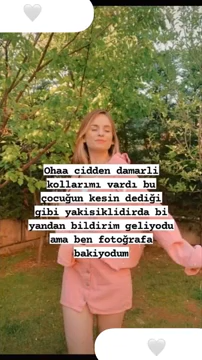 Ohaa cidden damarli
kollarımı vardı bu
çocuğun kesin dediği
gibi yakisiklidirda bi
yandan bildirim geliyodu
ama ben fotoğrafa
bakiyodum